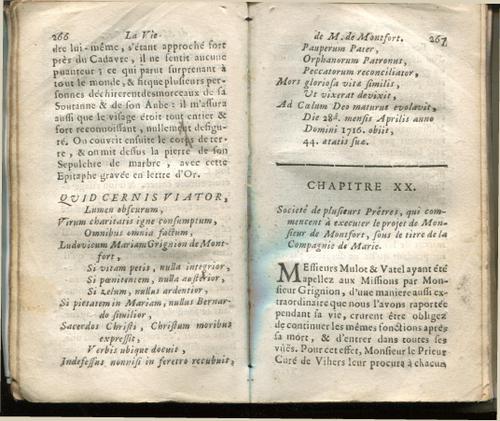 266 La Vie
dre lui-même, s'étant approché fort
près du Cadavre, il ne sentit aucune
puanteur; ce qui parut surprenant à
tout le monde, & fit que plusieurs per-
sonnes déchirerent des morceaux de sa
Soutanne & de son Aube: il m'assura
aussi que le visage étoit tout entier &
fort reconnoissant, nullement desigu-
ré. On couvrit ensuite le corps de ter-
re, & on mit dessus la pierre de son
Sepulchre de marbre, avec cette
Epitaphe gravée en lettre d'Or.
QUID CERNIS VIATOR,
Lumen obscurum,
Virum charitatis igne consumptum,
Omnibus omnia factum,
Ludovicum Mariam Grignion de Mont-
fort,
Si vitam petis, nulla integrior,
Si pœnitentem, nulla austerior,
Si zelum, nullus ardentior,
Si pietatem in Mariam, nullus Bernar-
do similior,
Sacerdos Christi, Christum moribus
expressit,
Verbis ubique docuit,
Indefessus nonnisi in feretro recubuit,
de M. de Montfort. 267
Pauperum Pater,
Orphanorum Patronus,
Peccatorum reconciliator,
Mors gloriosa vitæ similis,
Ut vixerat devixit,
Ad Cælum Deo maturus evolavit,
Die 28â. mensis Aprilis anno
Domini 1716. obiit,
44. ætatis suæ.
CHAPITRE XX.
Societé de plusieurs Prêtres, qui com-
mencent à executer le projet de Mon-
sieur de Montfort, sous le titre de la
Compagnie de Marie.
MEssieurs Mulot & Vatel ayant été
apellez aux Missions par Mon-
sieur Grignion, d'une maniere aussi ex-
traordinaire que nous l'avons raportée
pendant sa vie, crurent être obligez
de continuer les mêmes fonctions après
sa mort, & d'entrer dans toutes ses
vûës. Pour cet effet, Monsieur le Prieur
Curé de Vihers leur procura à chacun